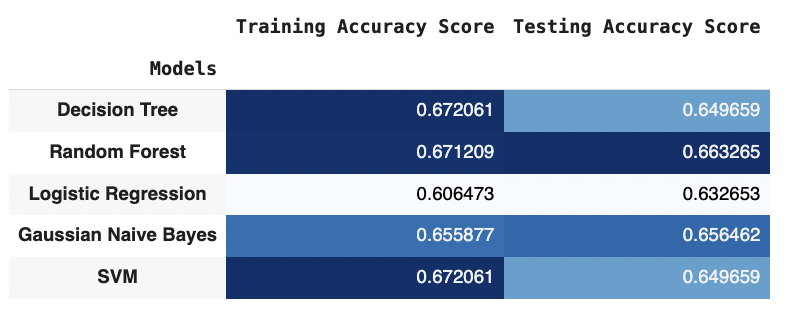 Training Accuracy Score Testing Accuracy Score
Models
Decision Tree 0.672061 0.649659
Random Forest 0.671209 0.663265
Logistic Regression 0.606473 0.632653
Gaussian Naive Bayes 0.655877 0.656462
SVM 0.672061 0.649659